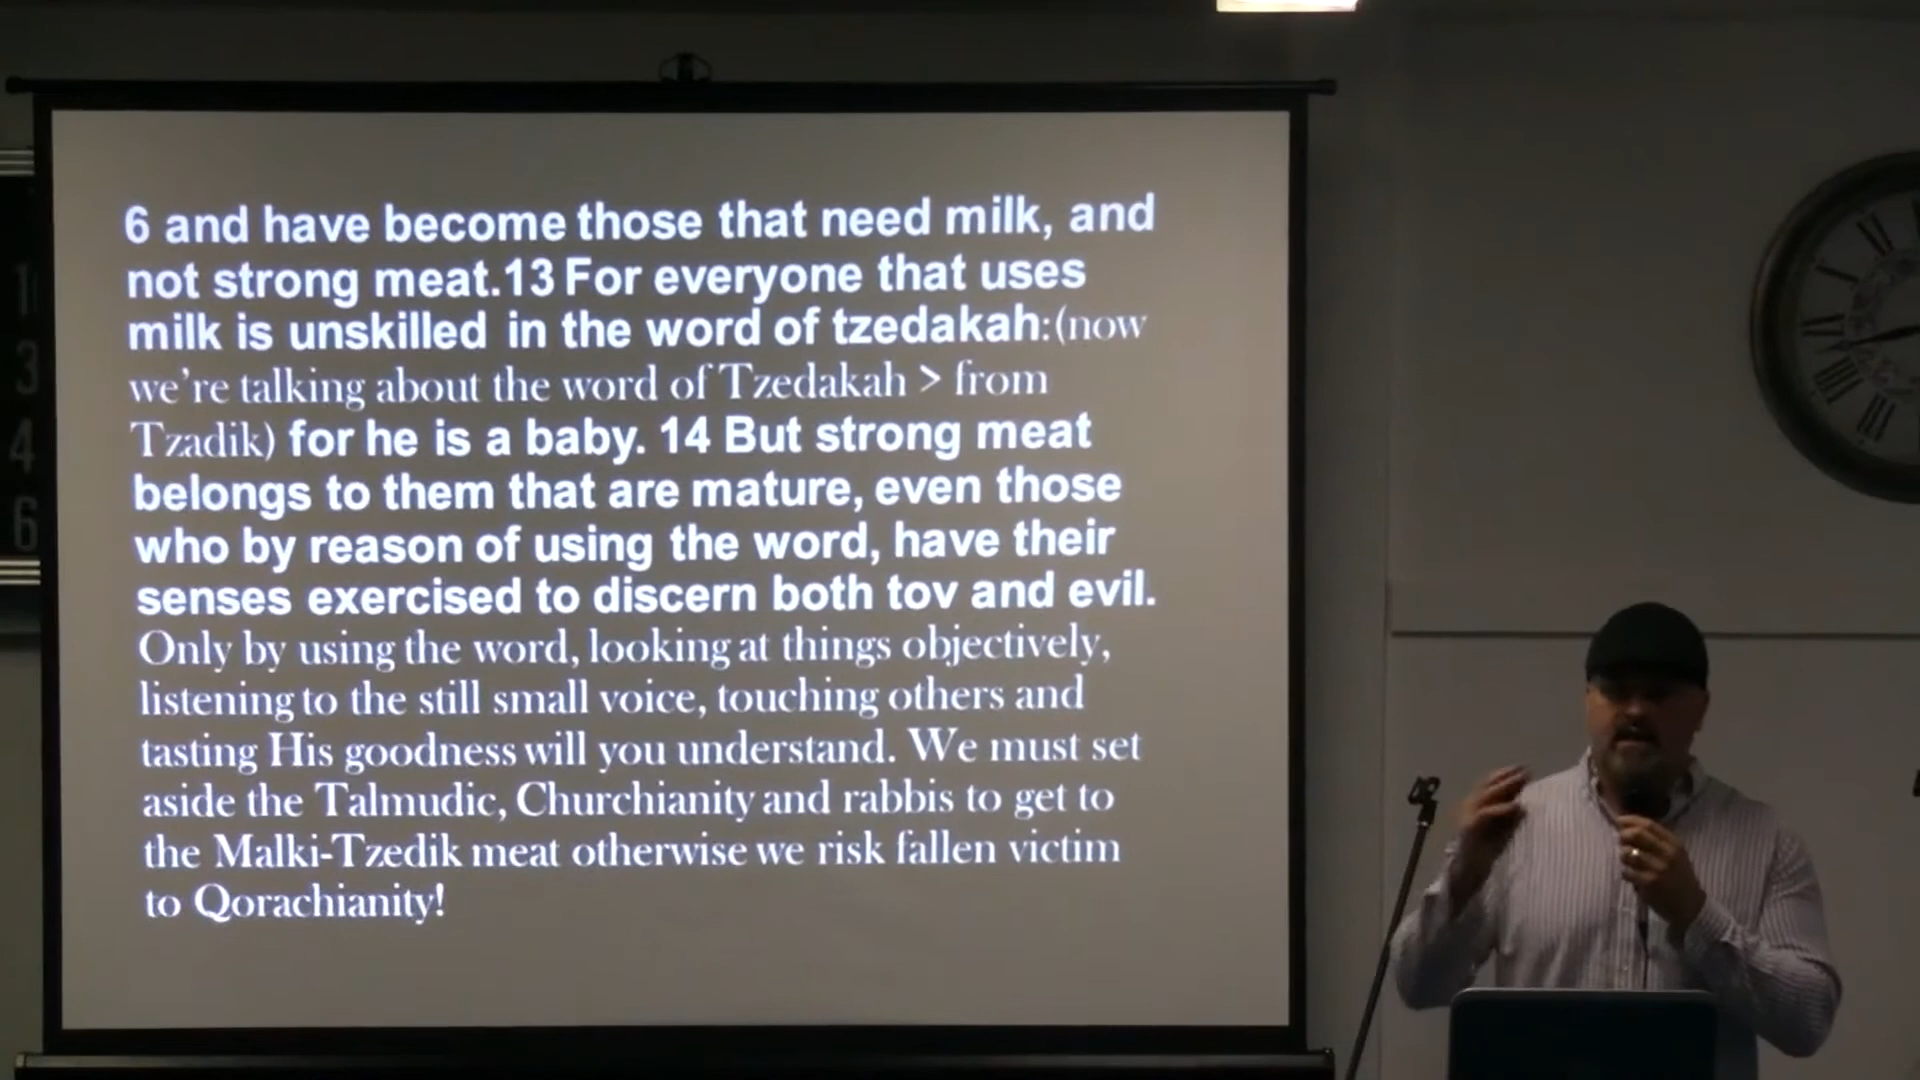 6 and have become those that need milk, and
not strong meat.13 For everyone that uses
milk is unskilled in the word of tzedakah:(now
we're talking about the word of Tzedakah > from
Tzadik) for he is a baby. 14 But strong meat
belongs to them that are mature, even those
who by reason of using the word, have their
senses exercised to discern both tov and evil.
Only by using the word, looking at things objectively,
listening to the still small voice, touching others and
tasting His goodness will you understand. We must set
aside the Talmudic, Churchianity and rabbis to get to
the Malki-Tzedik meat otherwise we risk fallen victim
to Qorachianity!
3
4
6